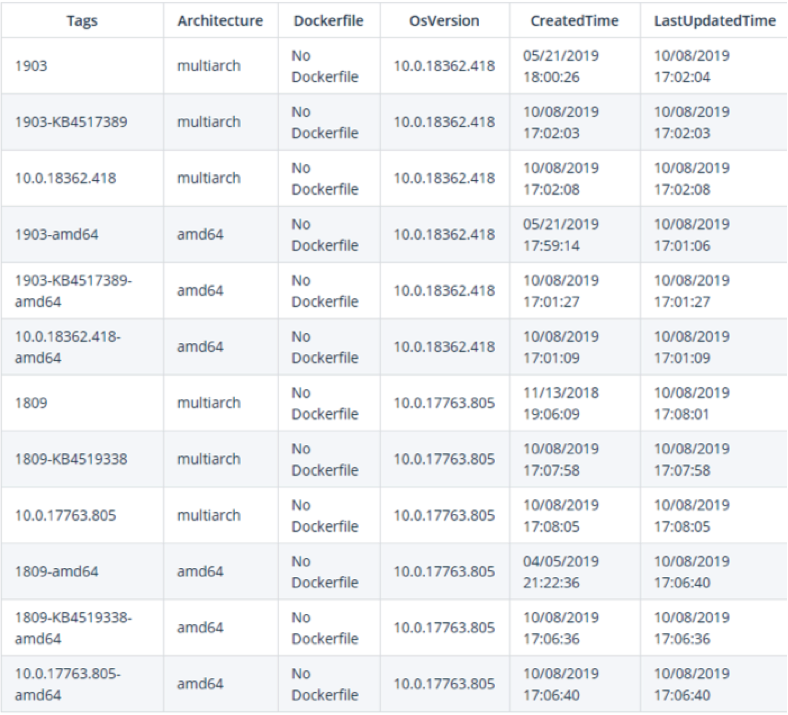 Tags Architecture Dockerfile OsVersion CreatedTime LastUpdatedTime
1903 multiarch No Dockerfile 10.0.18362.418 05/21/2019 18:00:26 10/08/2019 17:02:04
1903-KB4517389 multiarch No Dockerfile 10.0.18362.418 10/08/2019 17:02:03 10/08/2019 17:02:03
10.0.18362.418 multiarch No Dockerfile 10.0.18362.418 10/08/2019 17:02:08 10/08/2019 17:02:08
1903-amd64 amd64 No Dockerfile 10.0.18362.418 05/21/2019 17:59:14 10/08/2019 17:01:06
1903-KB4517389-amd64 amd64 No Dockerfile 10.0.18362.418 10/08/2019 17:01:27 10/08/2019 17:01:27
10.0.18362.418-amd64 amd64 No Dockerfile 10.0.18362.418 10/08/2019 17:01:09 10/08/2019 17:01:09
1809 multiarch No Dockerfile 10.0.17763.805 11/13/2018 19:06:09 10/08/2019 17:08:01
1809-KB4519338 multiarch No Dockerfile 10.0.17763.805 10/08/2019 17:07:58 10/08/2019 17:07:58
10.0.17763.805 multiarch No Dockerfile 10.0.17763.805 10/08/2019 17:08:05 10/08/2019 17:08:05
1809-amd64 amd64 No Dockerfile 10.0.17763.805 04/05/2019 21:22:36 10/08/2019 17:06:40
1809-KB4519338-amd64 amd64 No Dockerfile 10.0.17763.805 10/08/2019 17:06:36 10/08/2019 17:06:36
10.0.17763.805-amd64 amd64 No Dockerfile 10.0.17763.805 10/08/2019 17:06:40 10/08/2019 17:06:40